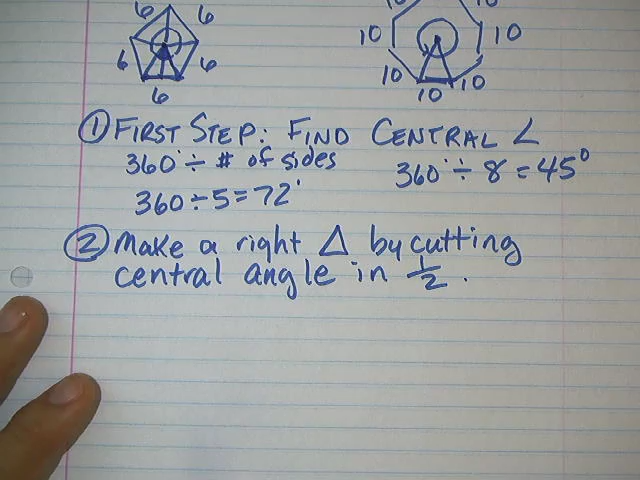 6 6
6 6
6
10 10
10 10
10 10
10
① FIRST STEP: FIND CENTRAL ∠
360° ÷ # of sides
360° ÷ 8 = 45°
360 ÷ 5 = 72°
② Make a right △ by cutting
central angle in 1/2.